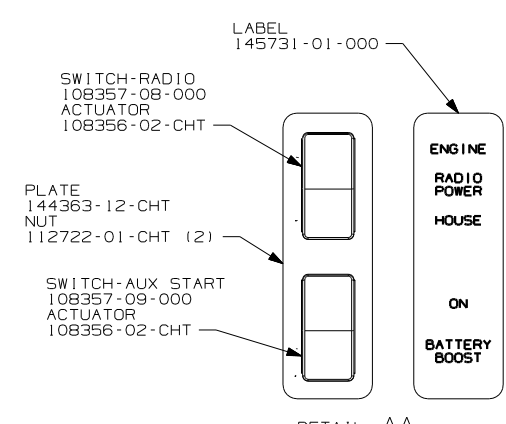 LABEL
145731-01-000
SWITCH-RADIO
108357-08-000
ACTUATOR
108356-02-CHT
PLATE
144363-12-CHT
NUT
112722-01-CHT (2)
SWITCH-AUX START
108357-09-000
ACTUATOR
108356-02-CHT
ENGINE
RADIO
POWER
HOUSE
ON
BATTERY
BOOST
DETAIL AA